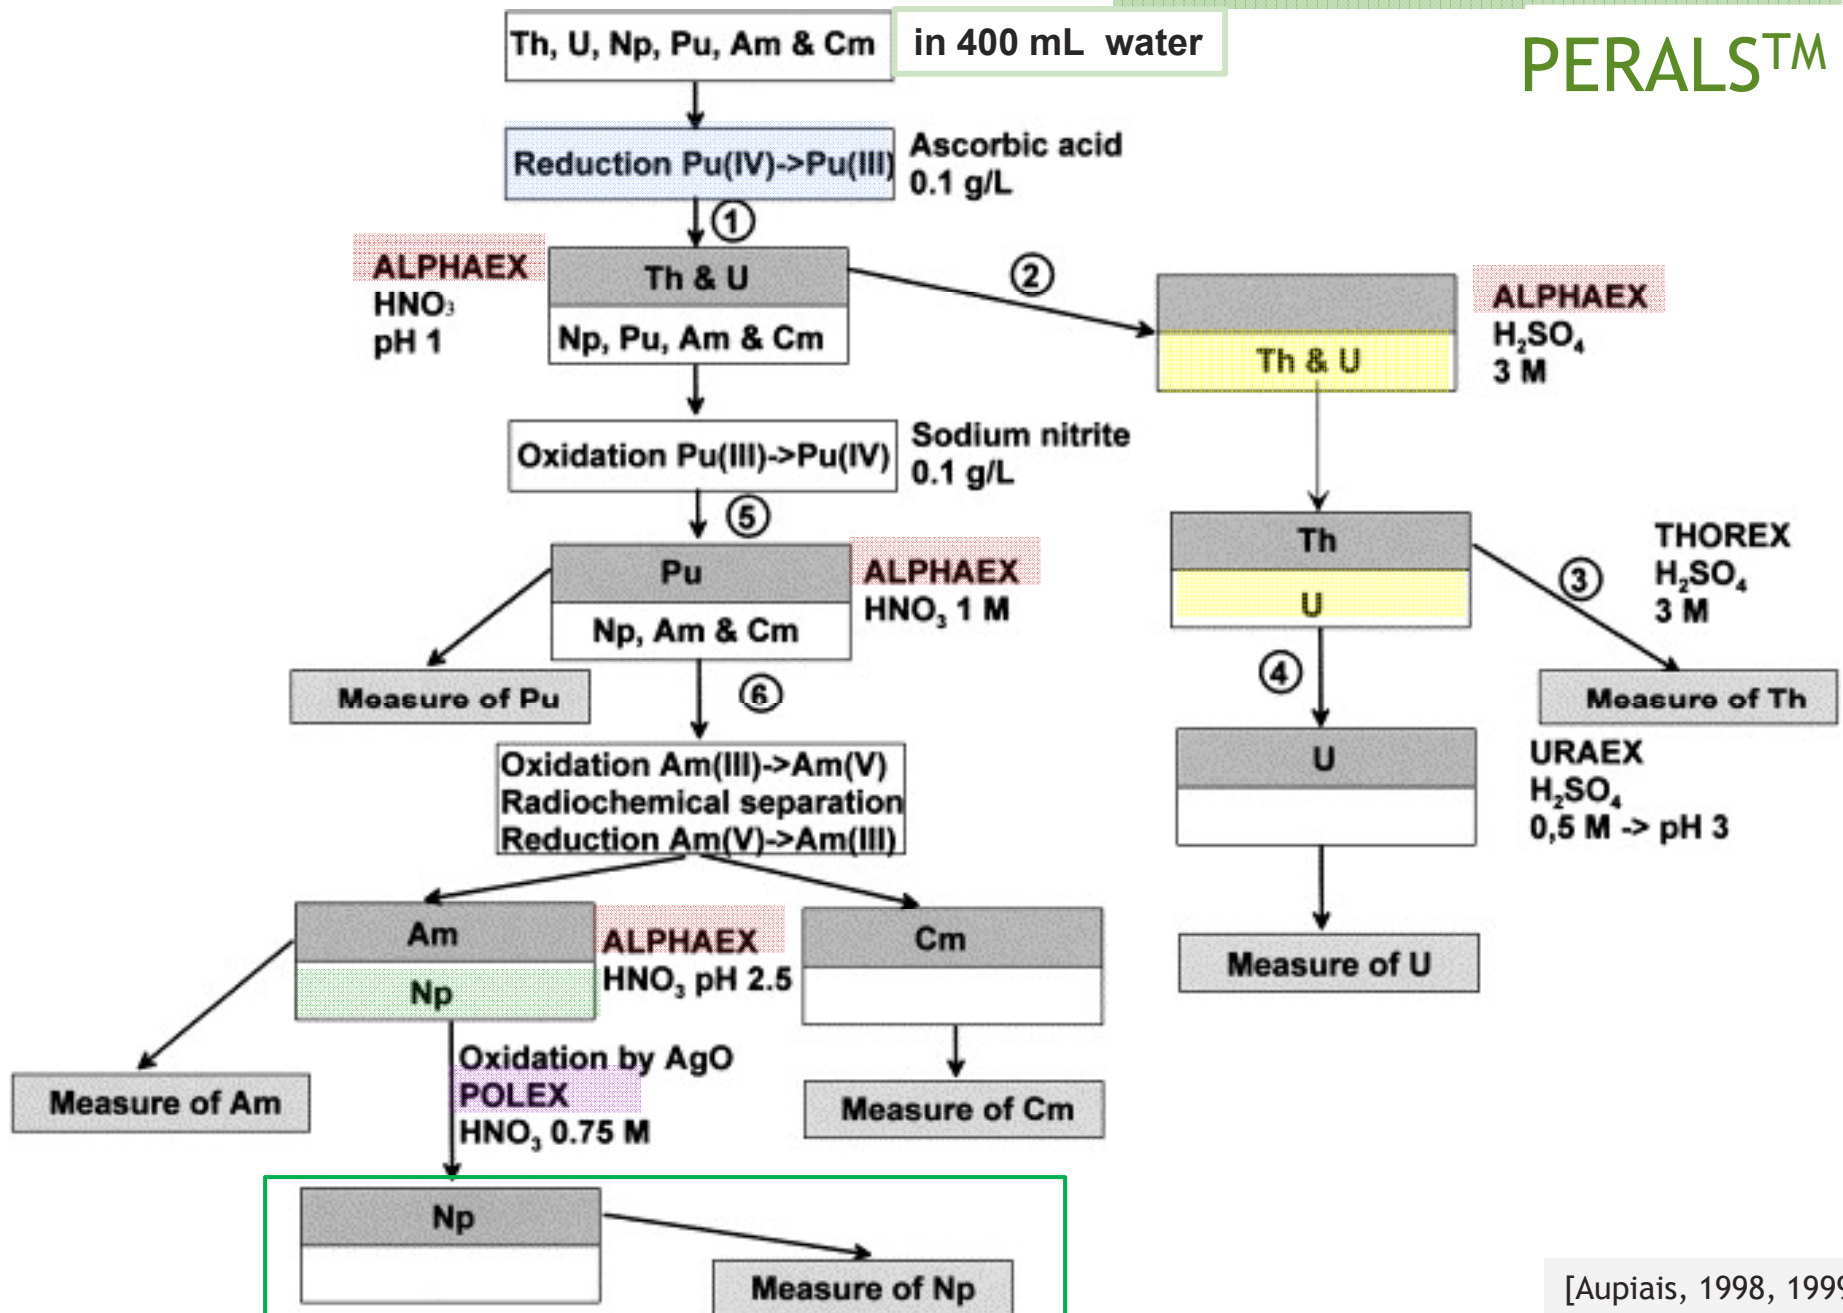 PERALS™
Th, U, Np, Pu, Am & Cm
in 400 mL water
Reduction Pu(IV)->Pu(III)
Ascorbic acid
0.1 g/L
①
ALPHAEX
HNO₃
pH 1
Th & U
Np, Pu, Am & Cm
②
Th & U
ALPHAEX
H₂SO₄
3 M
Oxidation Pu(III)->Pu(IV)
Sodium nitrite
0.1 g/L
⑤
Pu
Np, Am & Cm
ALPHAEX
HNO₃ 1 M
Measure of Pu
Th
U
③
THOREX
H₂SO₄
3 M
Measure of Th
④
U
URAEX
H₂SO₄
0,5 M -> pH 3
Measure of U
⑥
Oxidation Am(III)->Am(V)
Radiochemical separation
Reduction Am(V)->Am(III)
Am
Np
ALPHAEX
HNO₃ pH 2.5
Cm
Measure of Am
Oxidation by AgO
POLEX
HNO₃ 0.75 M
Measure of Cm
Np
Measure of Np
[Aupiais, 1998, 1999